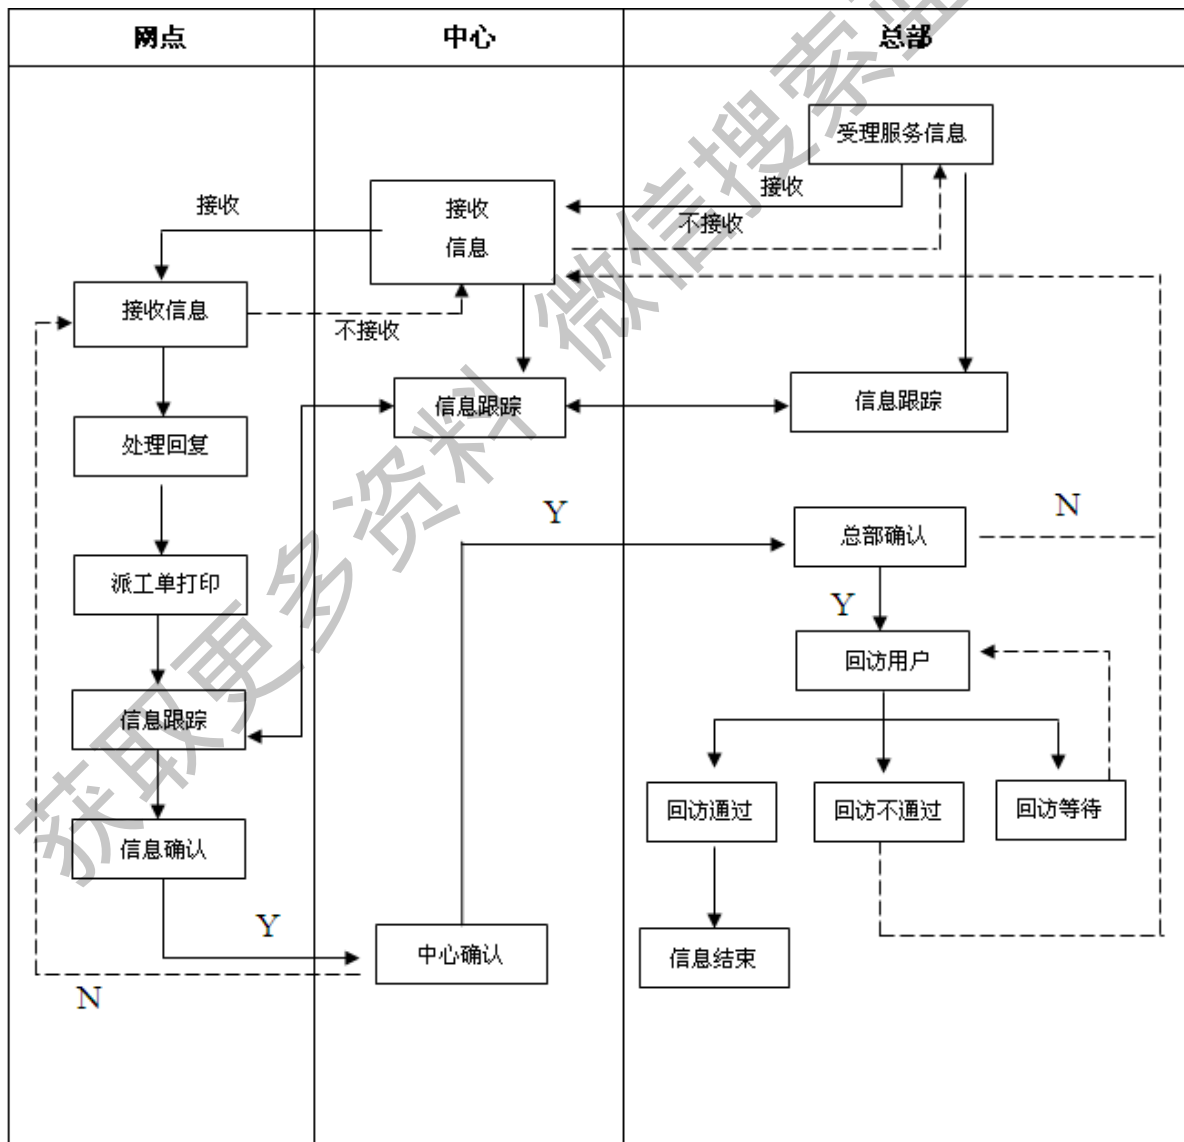 网点
中心
总部
受理服务信息
接收
不接收
接收
信息
接收
接收信息
不接收
信息跟踪
信息跟踪
处理回复
Y
总部确认
N
派工单打印
Y
回访用户
信息跟踪
回访通过
回访不通过
回访等待
信息确认
Y
中心确认
信息结束
N
获取更多资料 微信搜索